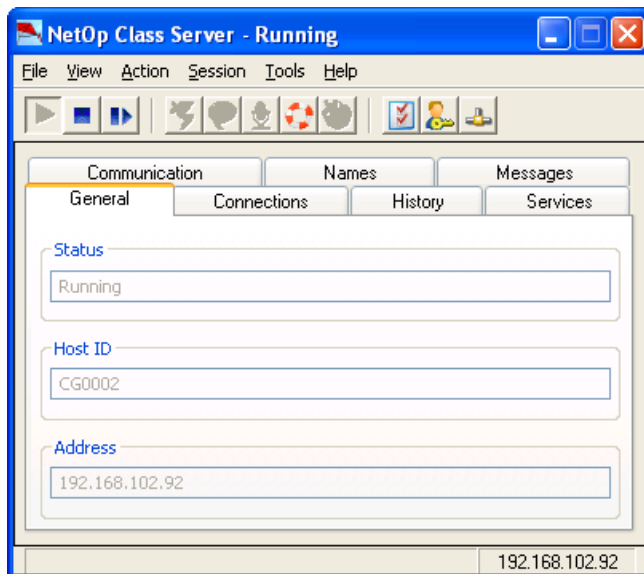 NetOp Class Server - Running
File View Action Session Tools Help
Communication Names Messages
General Connections History Services
Status
Running
Host ID
CG0002
Address
192.168.102.92
192.168.102.92